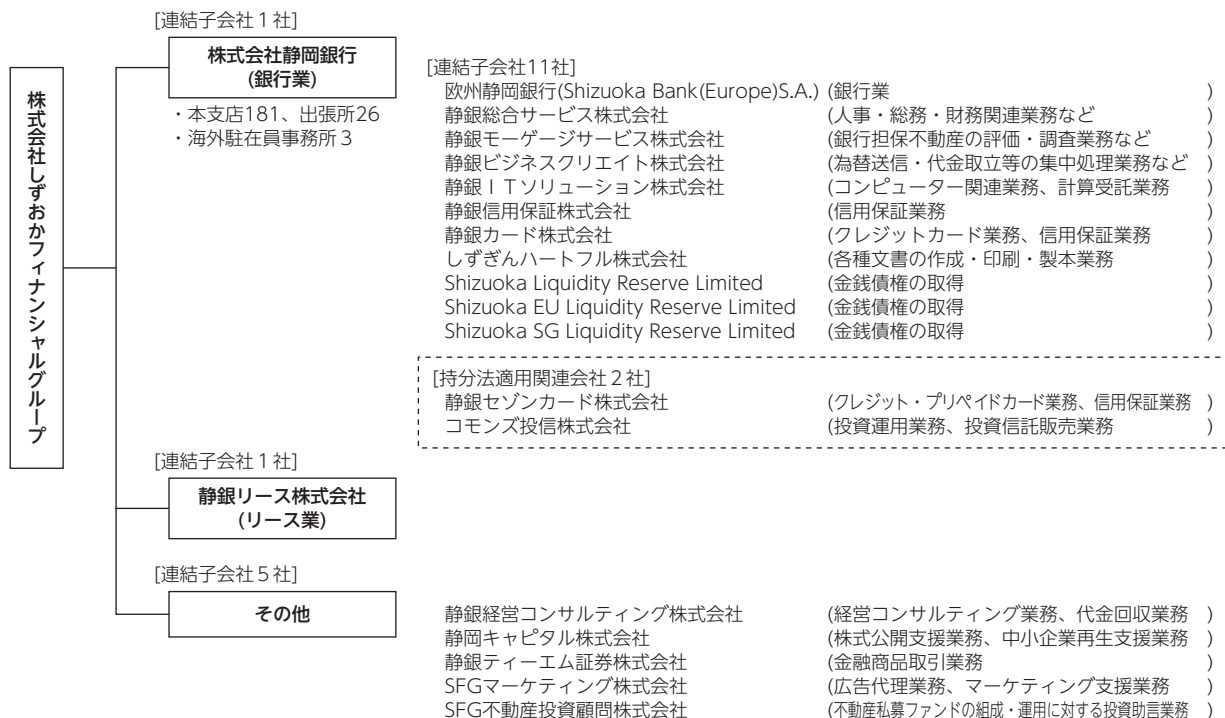 株式会社しずおかフィナンシャルグループ
[連結子会社1社]
株式会社静岡銀行
(銀行業)
・本支店181、出張所26
・海外駐在員事務所3
[連結子会社11社]
欧州静岡銀行(Shizuoka Bank(Europe)S.A.) (銀行業 )
静銀総合サービス株式会社 (人事・総務・財務関連業務など )
静銀モーゲージサービス株式会社 (銀行担保不動産の評価・調査業務など )
静銀ビジネスクリエイト株式会社 (為替送信・代金取立等の集中処理業務など )
静銀ITソリューション株式会社 (コンピューター関連業務、計算受託業務 )
静銀信用保証株式会社 (信用保証業務 )
静銀カード株式会社 (クレジットカード業務、信用保証業務 )
しずぎんハートフル株式会社 (各種文書の作成・印刷・製本業務 )
Shizuoka Liquidity Reserve Limited (金銭債権の取得 )
Shizuoka EU Liquidity Reserve Limited (金銭債権の取得 )
Shizuoka SG Liquidity Reserve Limited (金銭債権の取得 )
[持分法適用関連会社2社]
静銀セゾンカード株式会社 (クレジット・プリペイドカード業務、信用保証業務 )
コモンズ投信株式会社 (投資運用業務、投資信託販売業務 )
[連結子会社1社]
静銀リース株式会社
(リース業)
[連結子会社5社]
その他
静銀経営コンサルティング株式会社 (経営コンサルティング業務、代金回収業務 )
静岡キャピタル株式会社 (株式公開支援業務、中小企業再生支援業務 )
静銀ティーエム証券株式会社 (金融商品取引業務 )
SFGマーケティング株式会社 (広告代理業務、マーケティング支援業務 )
SFG不動産投資顧問株式会社 (不動産私募ファンドの組成・運用に対する投資助言業務 )